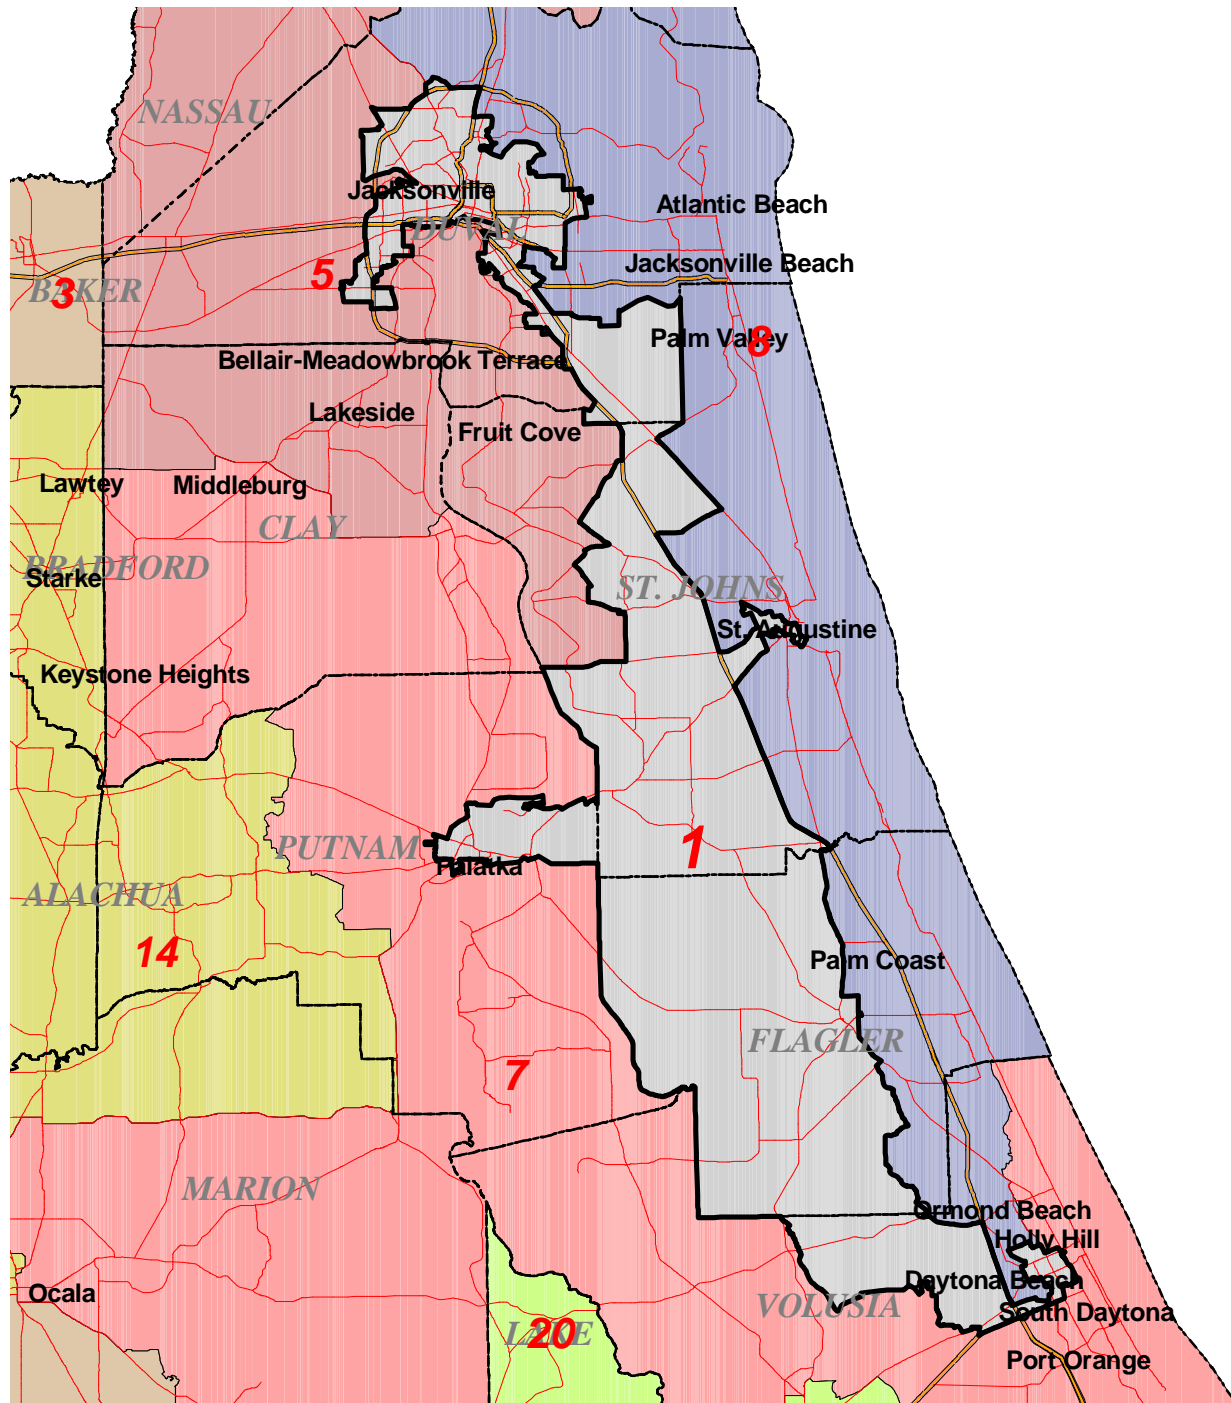 NASSAU
Jacksonville
Atlantic Beach
DUVAL
5
Jacksonville Beach
BAKER
3
Palm Valley
8
Bellair-Meadowbrook Terrace
Lakeside
Fruit Cove
Lawtey
Middleburg
CLAY
BRADFORD
Starke
ST. JOHNS
St. Augustine
Keystone Heights
PUTNAM
1
Palatka
ALACHUA
14
Palm Coast
FLAGLER
7
MARION
Ormond Beach
Holly Hill
Daytona Beach
Ocala
VOLUSIA
South Daytona
LAKE
20
Port Orange